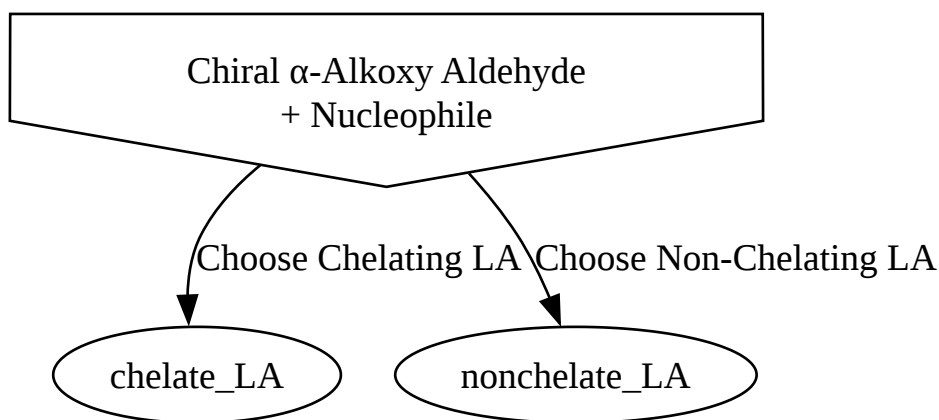 Chiral α-Alkoxy Aldehyde
+ Nucleophile
Choose Chelating LA
Choose Non-Chelating LA
chelate_LA
nonchelate_LA